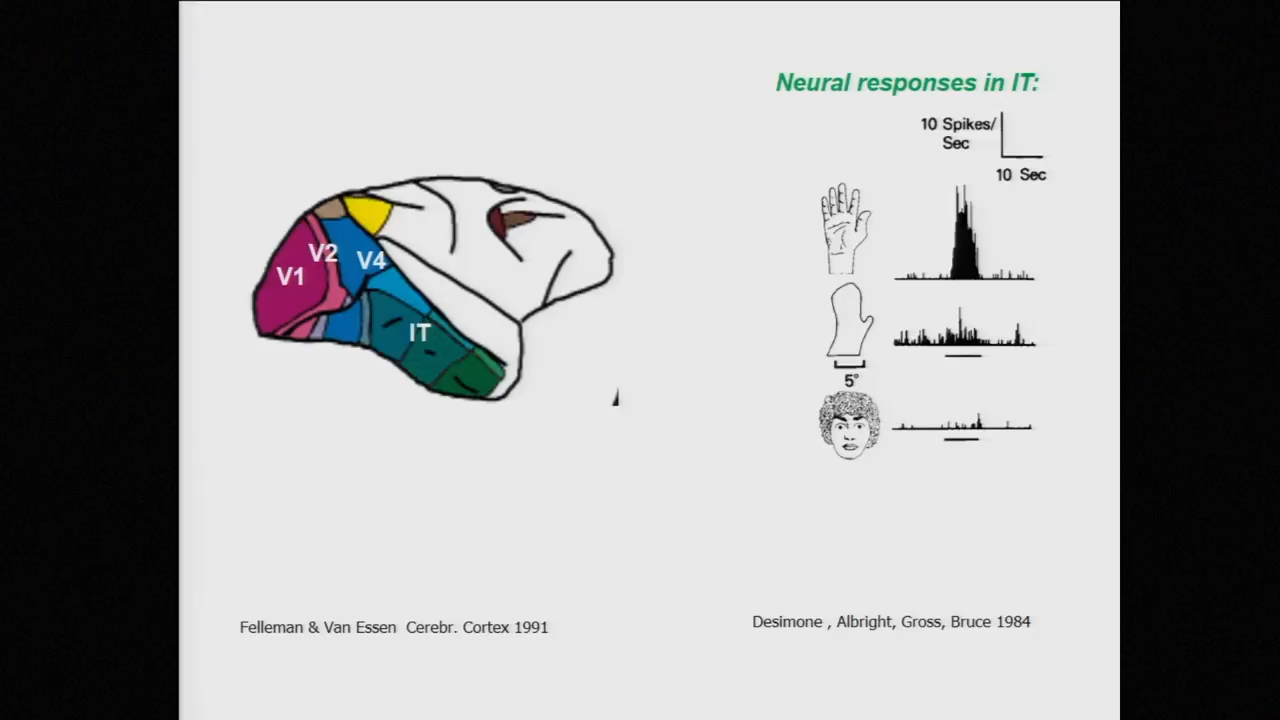 Neural responses in IT:
10 Spikes/
Sec
10 Sec
V2
V4
V1
IT
5°
Felleman & Van Essen Cerebr. Cortex 1991
Desimone , Albright, Gross, Bruce 1984